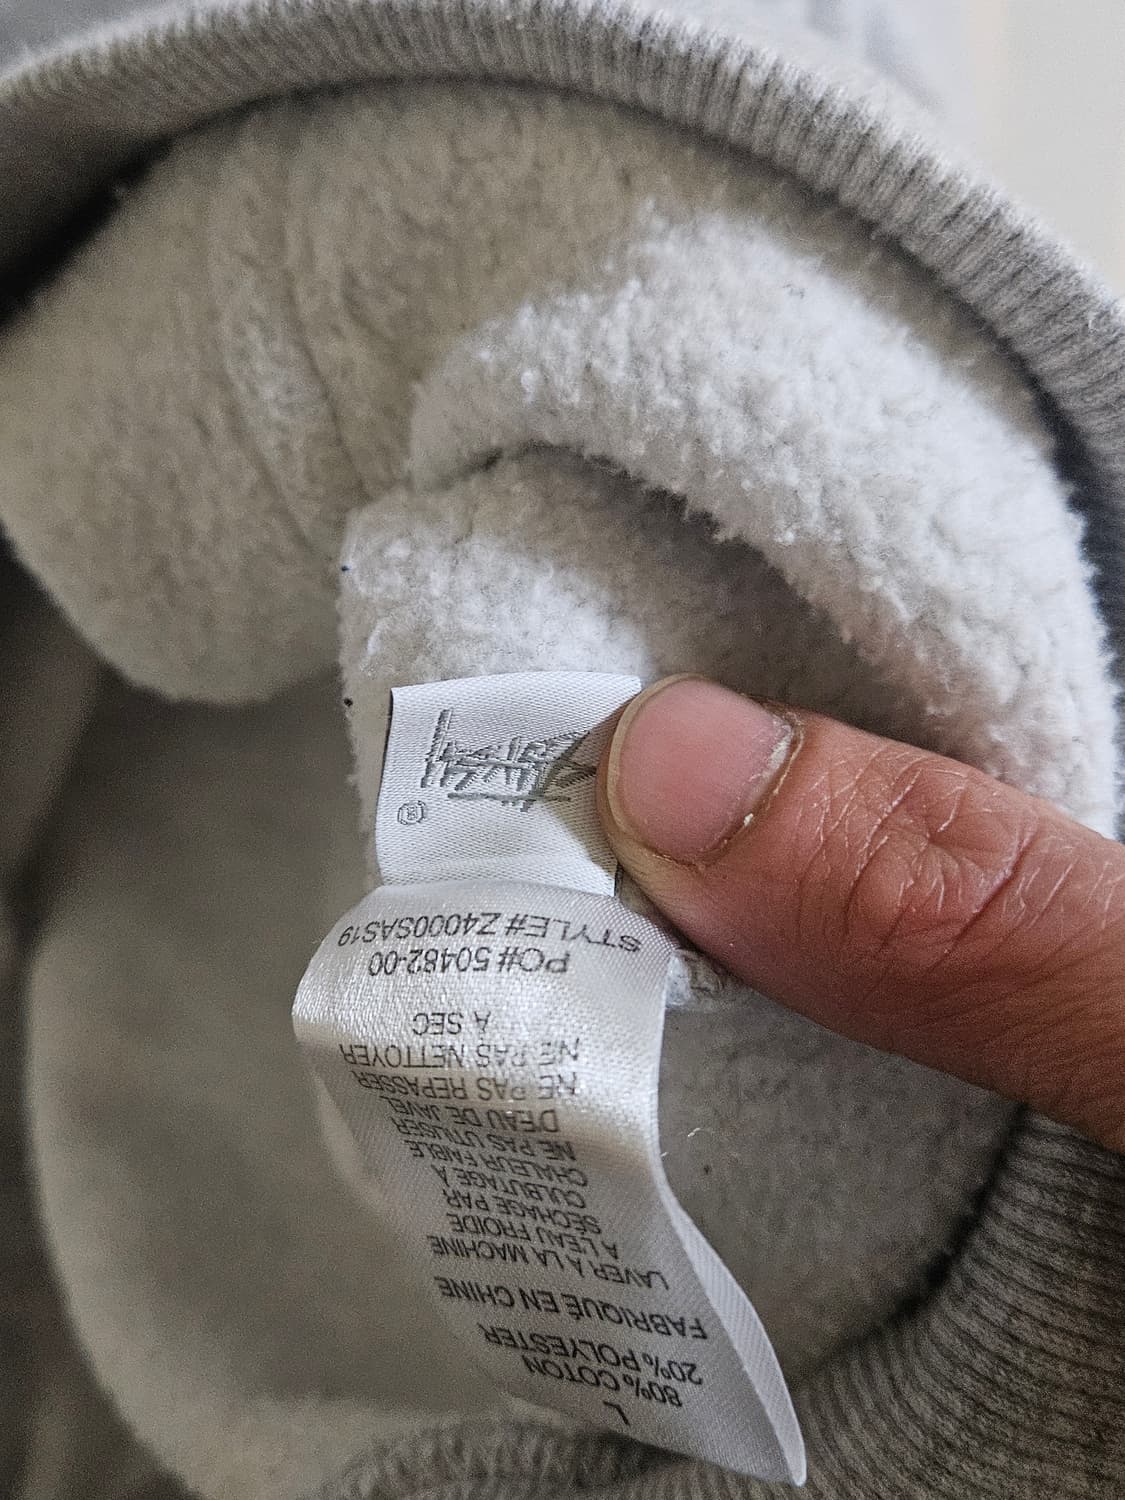 L
80% COTON
20% POLYESTER
FABRIQUÉ EN CHINE
LAVER À LA MACHINE
À L'EAU FROIDE
SÉCHAGE PAR
CULBUTAGE À
CHALEUR FAIBLE
NE PAS UTILISER
D'EAU DE JAVEL
NE PAS REPASSER
NE PAS NETTOYER
À SEC
PO# 50482-00
STYLE# Z4000SAS19
®